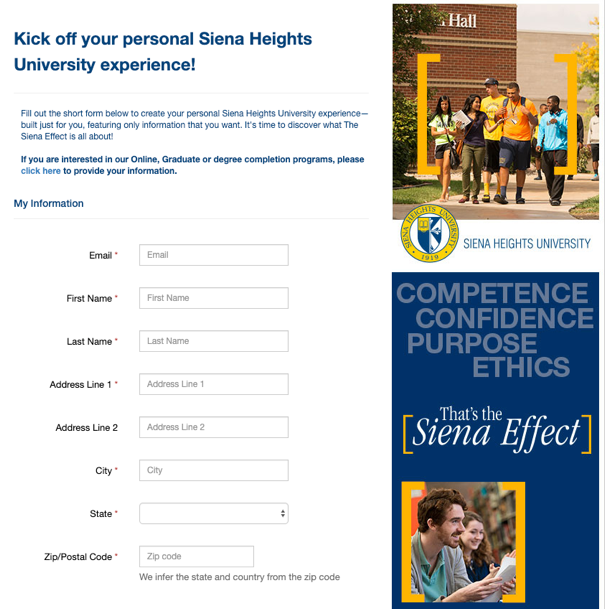 Kick off your personal Siena Heights
University experience!
Fill out the short form below to create your personal Siena Heights University experience—
built just for you, featuring only information that you want. It's time to discover what The
Siena Effect is all about!
If you are interested in our Online, Graduate or degree completion programs, please
click here to provide your information.
My Information
Email *
Email
First Name *
First Name
Last Name *
Last Name
Address Line 1 *
Address Line 1
Address Line 2
Address Line 2
City *
City
State *
Zip/Postal Code *
Zip code
We infer the state and country from the zip code
Hall
SIENA HEIGHTS UNIVERSITY
1919
SIENA HEIGHTS UNIVERSITY
COMPETENCE
CONFIDENCE
PURPOSE
ETHICS
[That's the
Siena Effect]